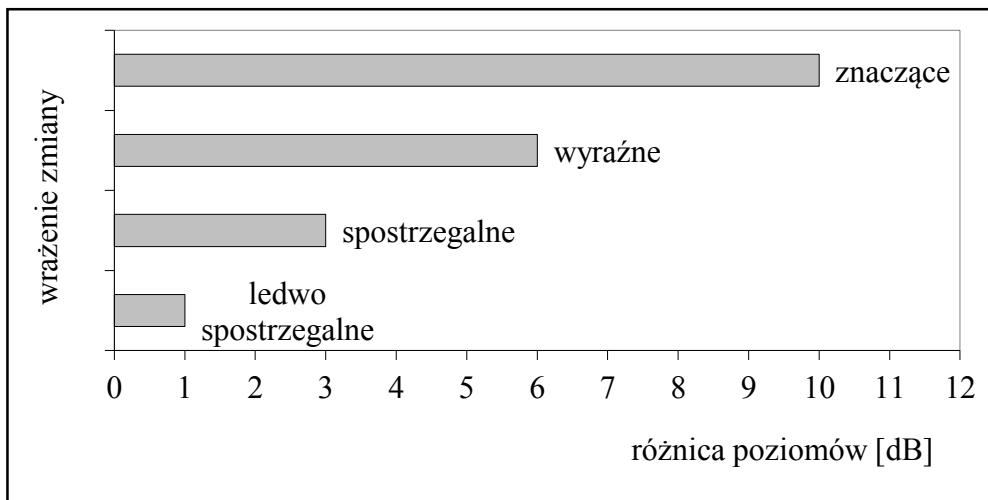 znaczące
wyraźne
spostrzegalne
ledwo
spostrzegalne
wrażenie zmiany
0 1 2 3 4 5 6 7 8 9 10 11 12
różnica poziomów [dB]